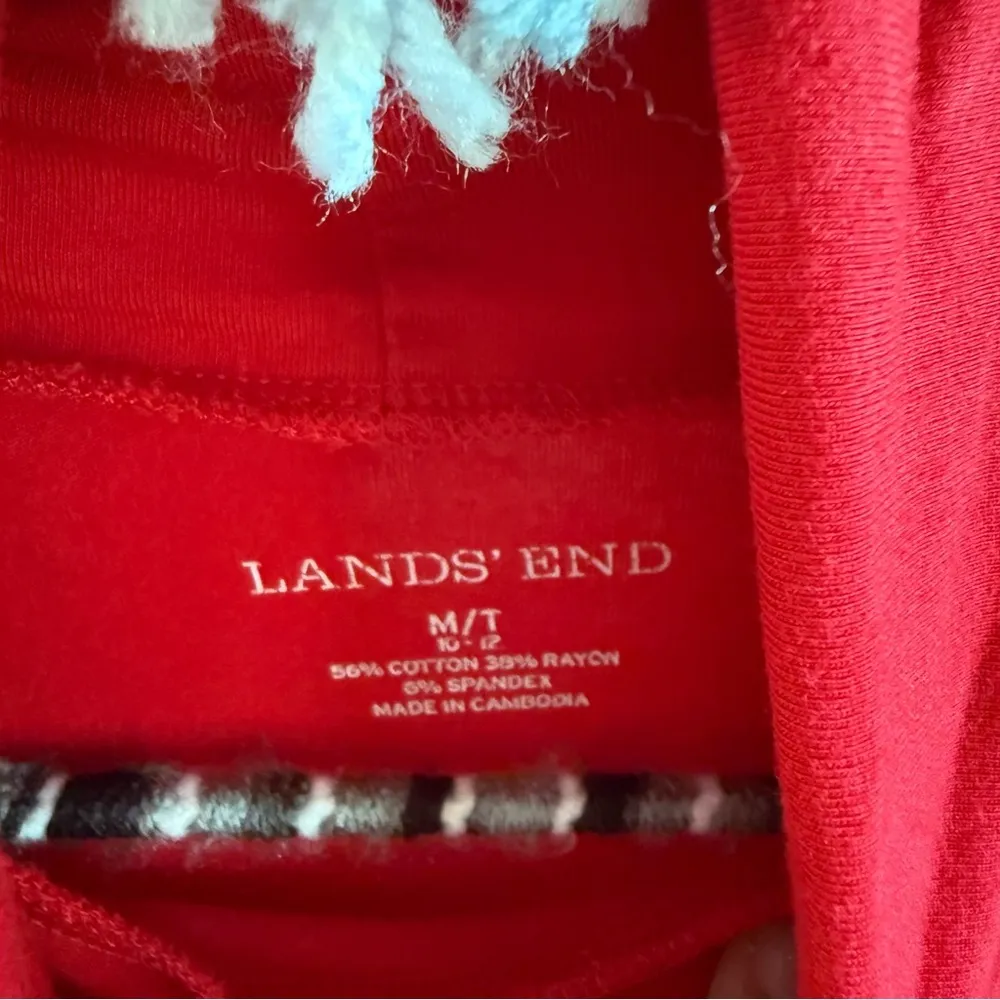 LANDS' END
M/T
10 - 12
56% COTTON 38% RAYON
6% SPANDEX
MADE IN CAMBODIA